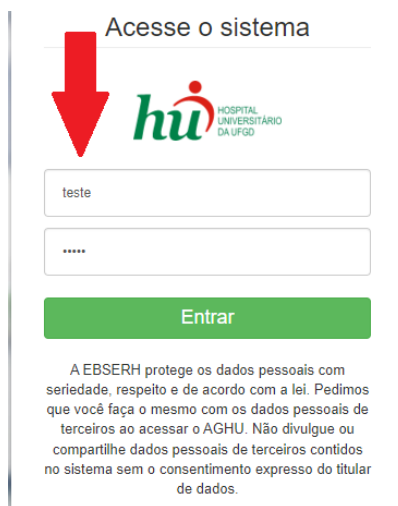 Acesse o sistema
hu
HOSPITAL
UNIVERSITÁRIO
DA UFGD
teste
•••••
Entrar
A EBSERH protege os dados pessoais com
seriedade, respeito e de acordo com a lei. Pedimos
que você faça o mesmo com os dados pessoais de
terceiros ao acessar o AGHU. Não divulgue ou
compartilhe dados pessoais de terceiros contidos
no sistema sem o consentimento expresso do titular
de dados.